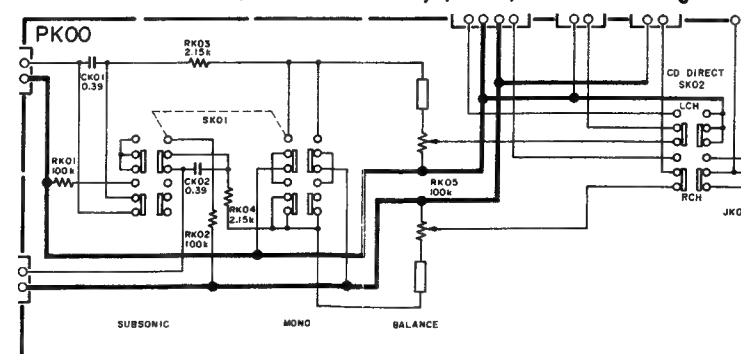 PK00
RK03
2.15k
CK01
0.39
CD DIRECT
SK02
LCH
SK01
RK01
100k
CK02
0.39
RK04
2.15k
RK02
100k
RK05
100k
RCH
JK0
SUBSONIC
MONO
BALANCE